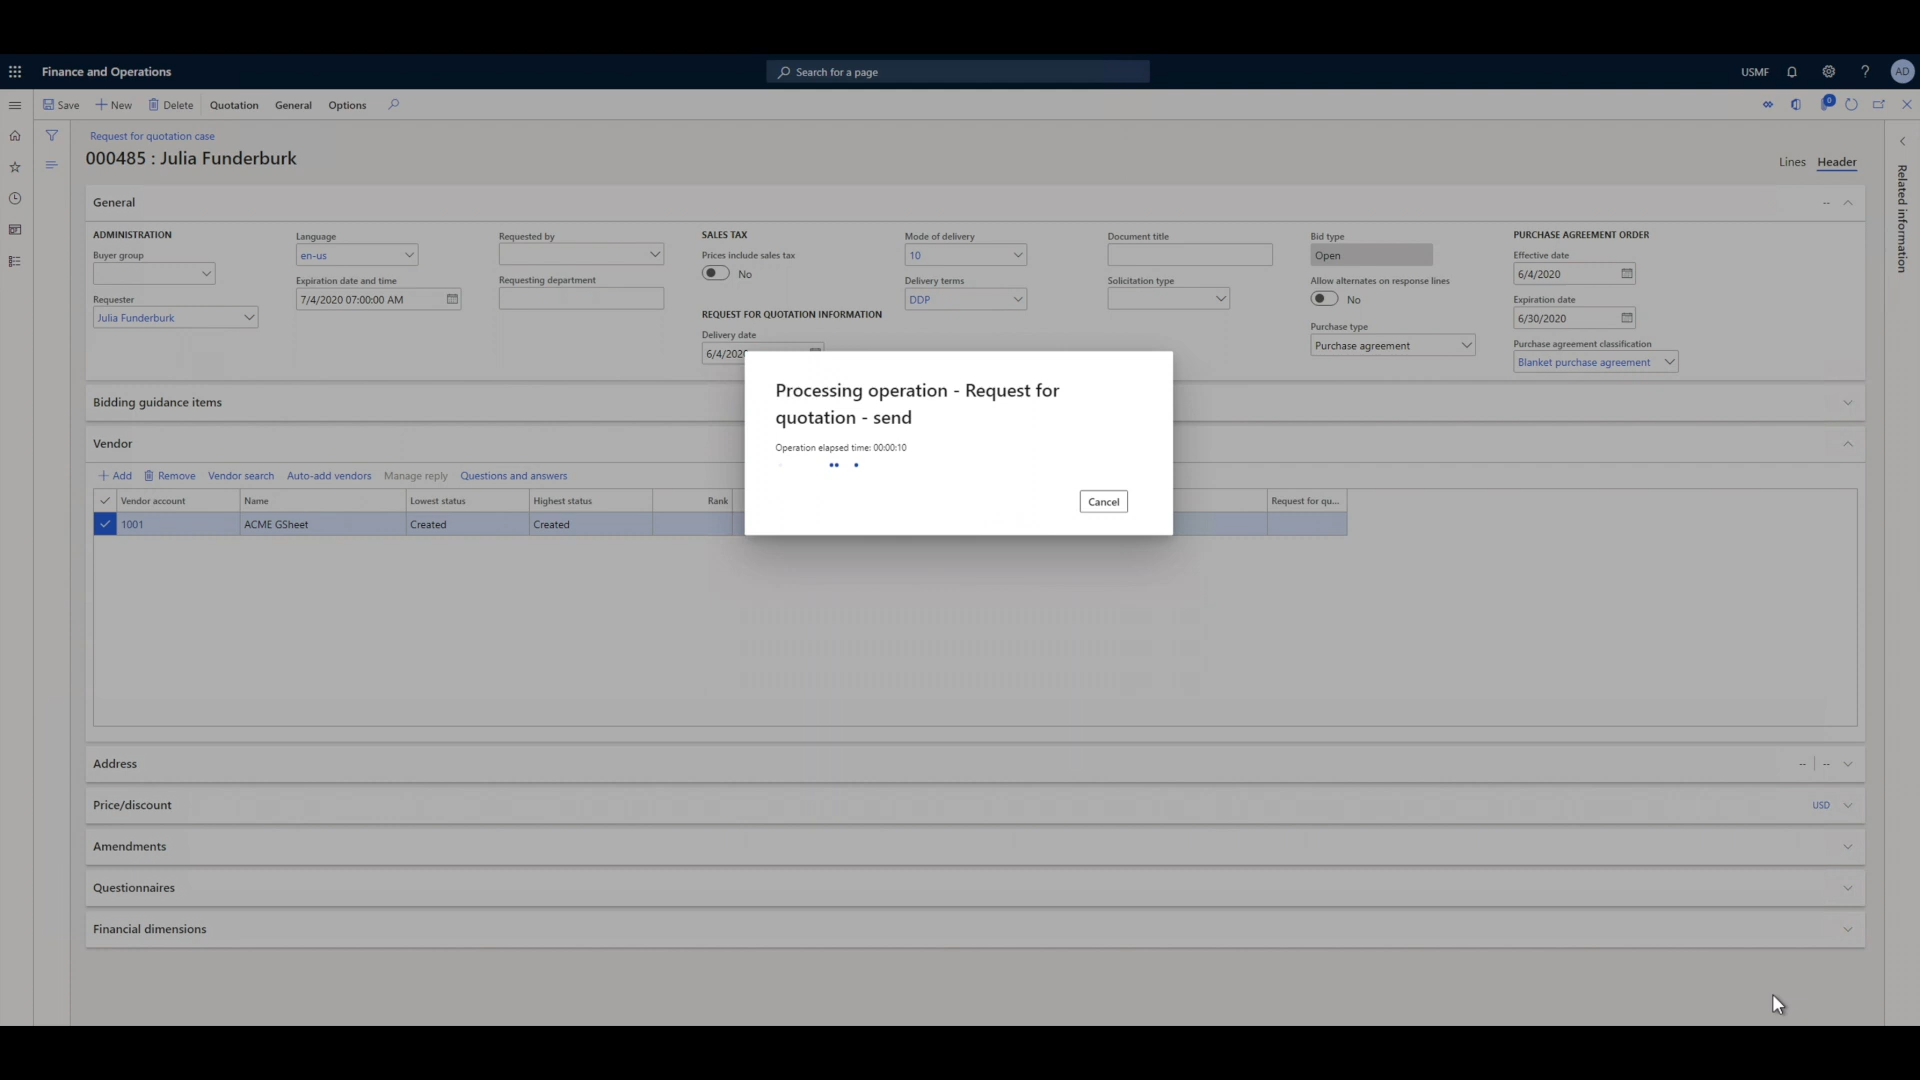 Finance and Operations
Search for a page
USMF
AD
Save
New
Delete
Quotation
General
Options
0
Request for quotation case
000485 : Julia Funderburk
Lines
Header
Related information
General
--
ADMINISTRATION
Buyer group
Requester
Julia Funderburk
Language
en-us
Expiration date and time
7/4/2020 07:00:00 AM
Requested by
Requesting department
SALES TAX
Prices include sales tax
No
REQUEST FOR QUOTATION INFORMATION
Delivery date
6/4/2020
Mode of delivery
10
Delivery terms
DDP
Document title
Solicitation type
Bid type
Open
Allow alternates on response lines
No
Purchase type
Purchase agreement
PURCHASE AGREEMENT ORDER
Effective date
6/4/2020
Expiration date
6/30/2020
Purchase agreement classification
Blanket purchase agreement
Processing operation - Request for
quotation - send
Operation elapsed time: 00:00:10
Cancel
Bidding guidance items
Vendor
Add
Remove
Vendor search
Auto-add vendors
Manage reply
Questions and answers
Vendor account
Name
Lowest status
Highest status
Rank
Request for qu...
1001
ACME GSheet
Created
Created
Address
-- | --
Price/discount
USD
Amendments
Questionnaires
Financial dimensions